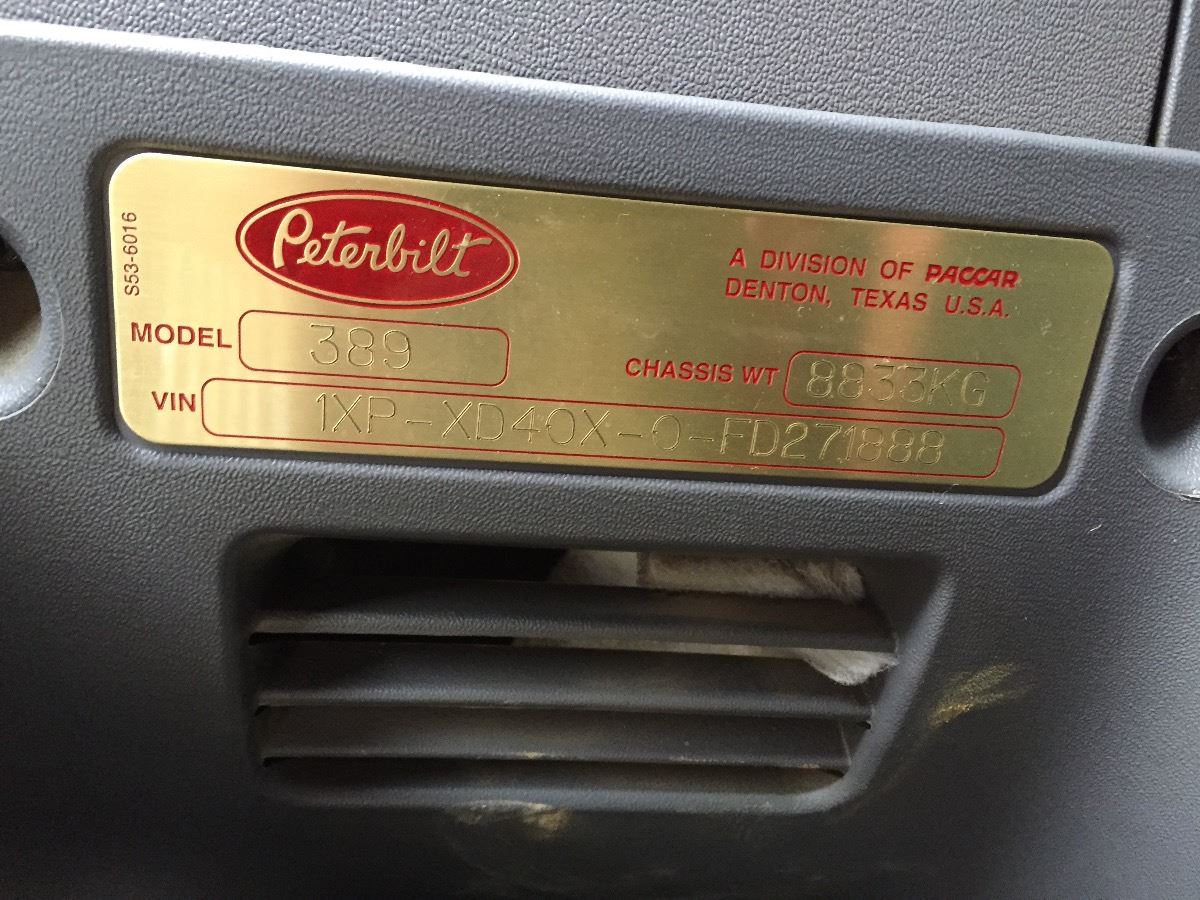 S53-6016
Peterbilt
A DIVISION OF PACCAR
DENTON, TEXAS U.S.A.
MODEL 389
CHASSIS WT 8833KG
VIN 1XP-XD40X-0-FD271888